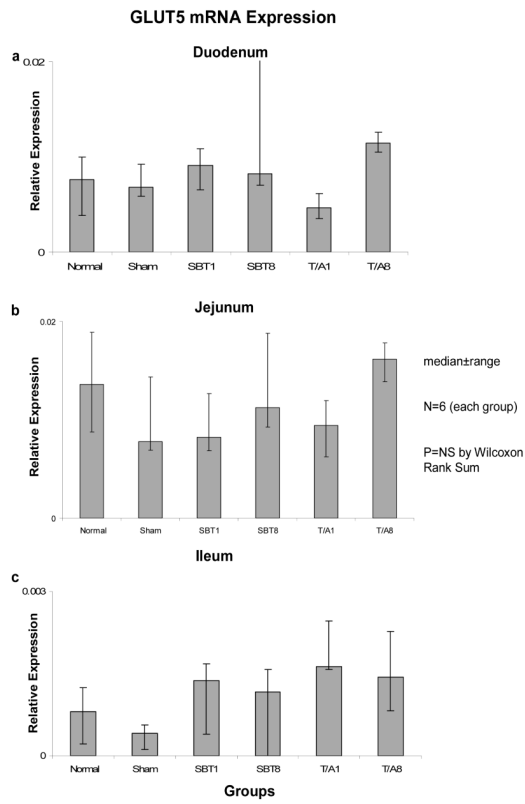 GLUT5 mRNA Expression
a
Duodenum
0.02
Relative Expression
0
Normal Sham SBT1 SBT8 T/A1 T/A8
b
Jejunum
0.02
Relative Expression
0
Normal Sham SBT1 SBT8 T/A1 T/A8
median±range
N=6 (each group)
P=NS by Wilcoxon
Rank Sum
Ileum
c
0.003
Relative Expression
0
Normal Sham SBT1 SBT8 T/A1 T/A8
Groups